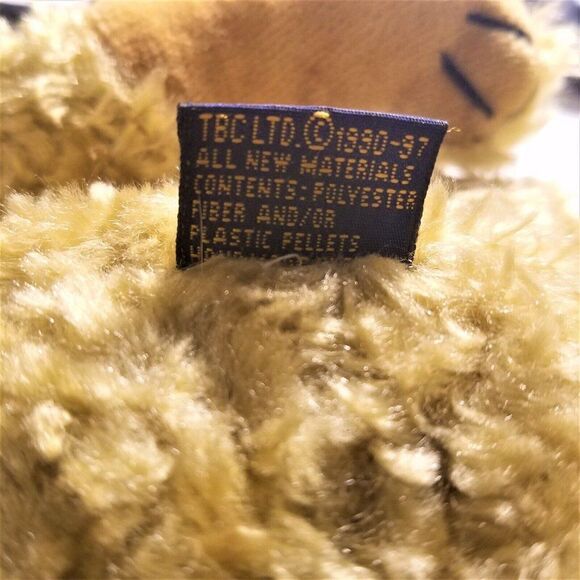 TBC LTD. © 1990-97
ALL NEW MATERIALS
CONTENTS: POLYESTER
FIBER AND/OR
PLASTIC PELLETS